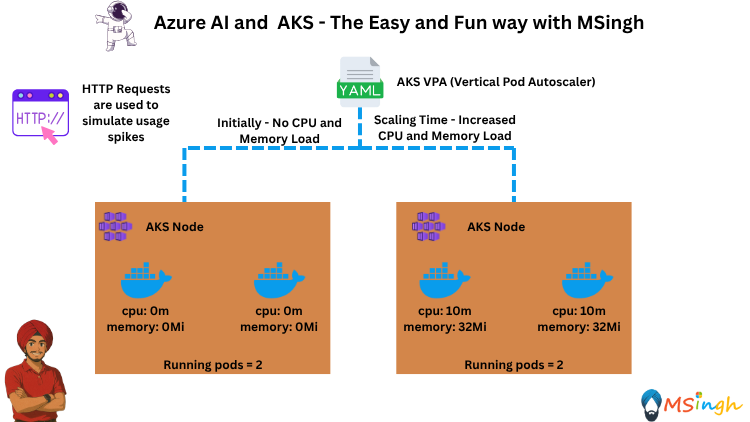 Azure AI and AKS - The Easy and Fun way with MSingh
HTTP Requests
are used to
simulate usage
spikes
HTTP://
YAML
AKS VPA (Vertical Pod Autoscaler)
Initially - No CPU and
Memory Load
Scaling Time - Increased
CPU and Memory Load
AKS Node
cpu: 0m
memory: 0Mi
cpu: 0m
memory: 0Mi
Running pods = 2
AKS Node
cpu: 10m
memory: 32Mi
cpu: 10m
memory: 32Mi
Running pods = 2
MSingh